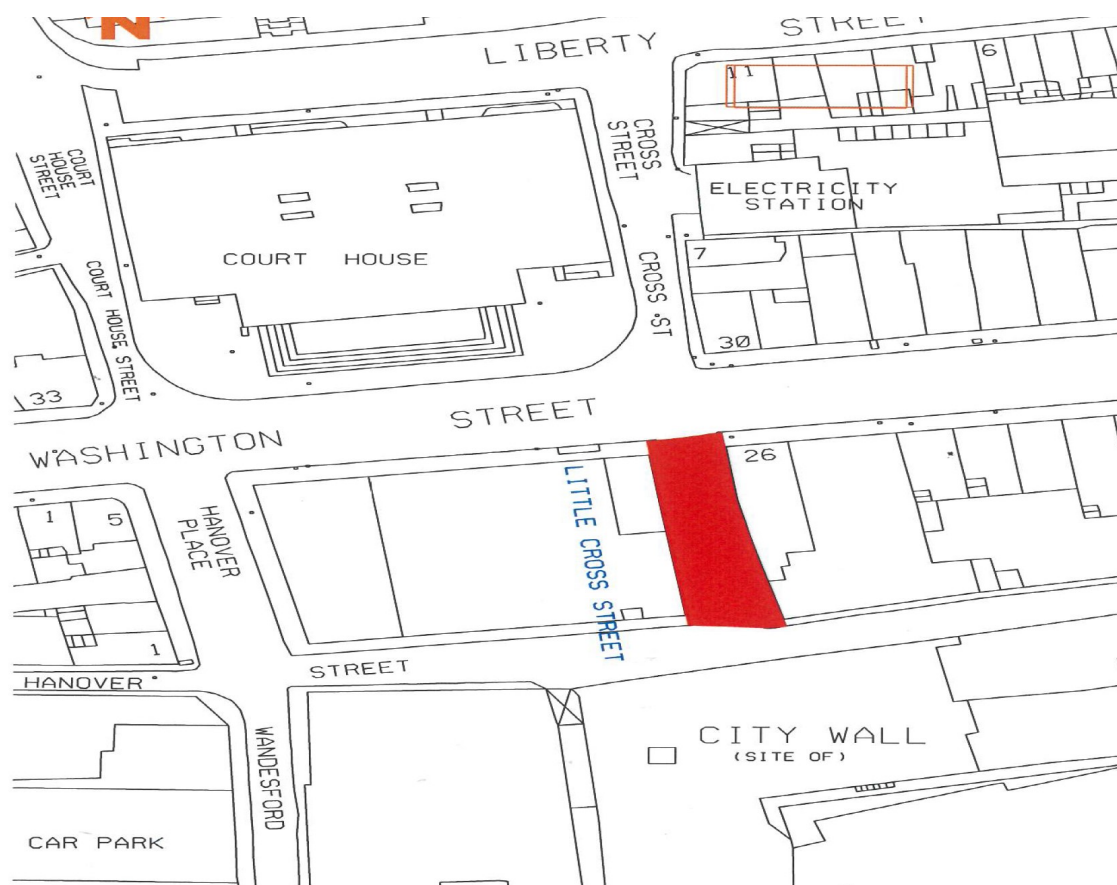 N
LIBERTY
STREET
11
6
COURT
HOUSE
STREET
CROSS
STREET
ELECTRICITY
STATION
COURT HOUSE
7
COURT HOUSE STREET
CROSS ST
30
33
WASHINGTON
STREET
26
LITTLE CROSS STREET
1
5
HANOVER
PLACE
1
HANOVER
STREET
WANDESFORD
CITY WALL
(SITE OF)
CAR PARK